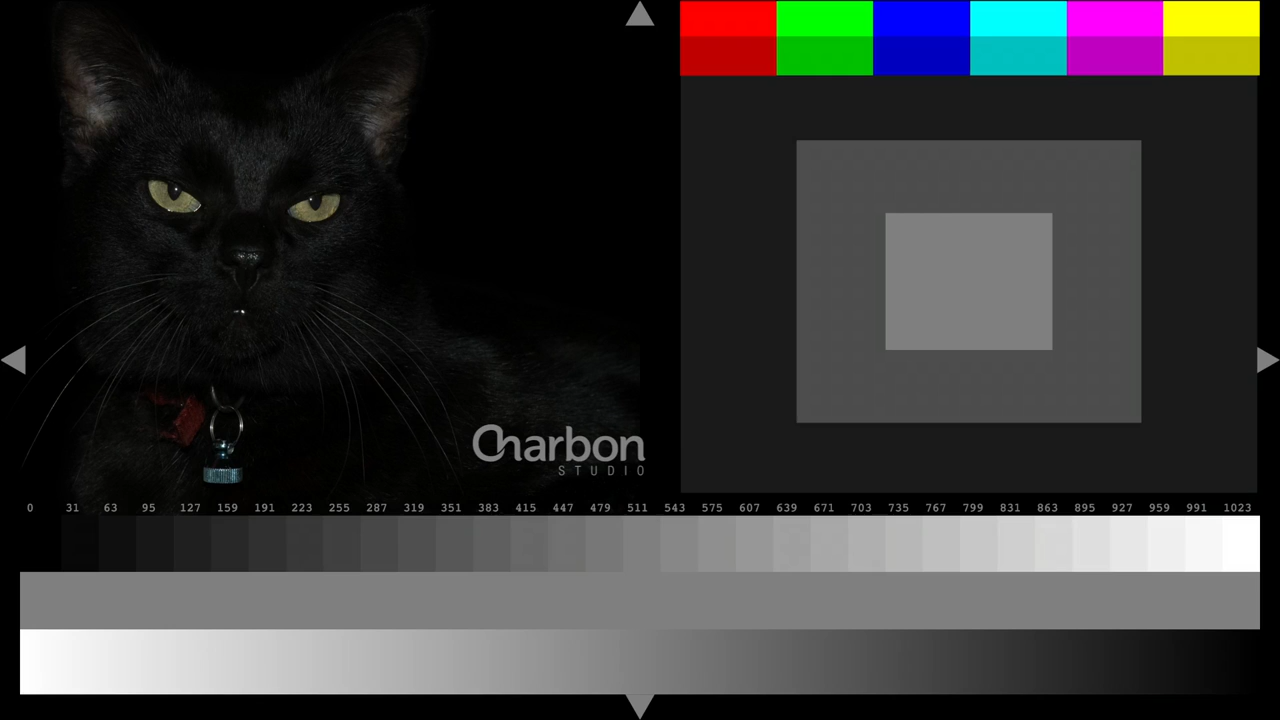 Charbon
STUDIO
0 31 63 95 127 159 191 223 255 287 319 351 383 415 447 479 511 543 575 607 639 671 703 735 767 799 831 863 895 927 959 991 1023